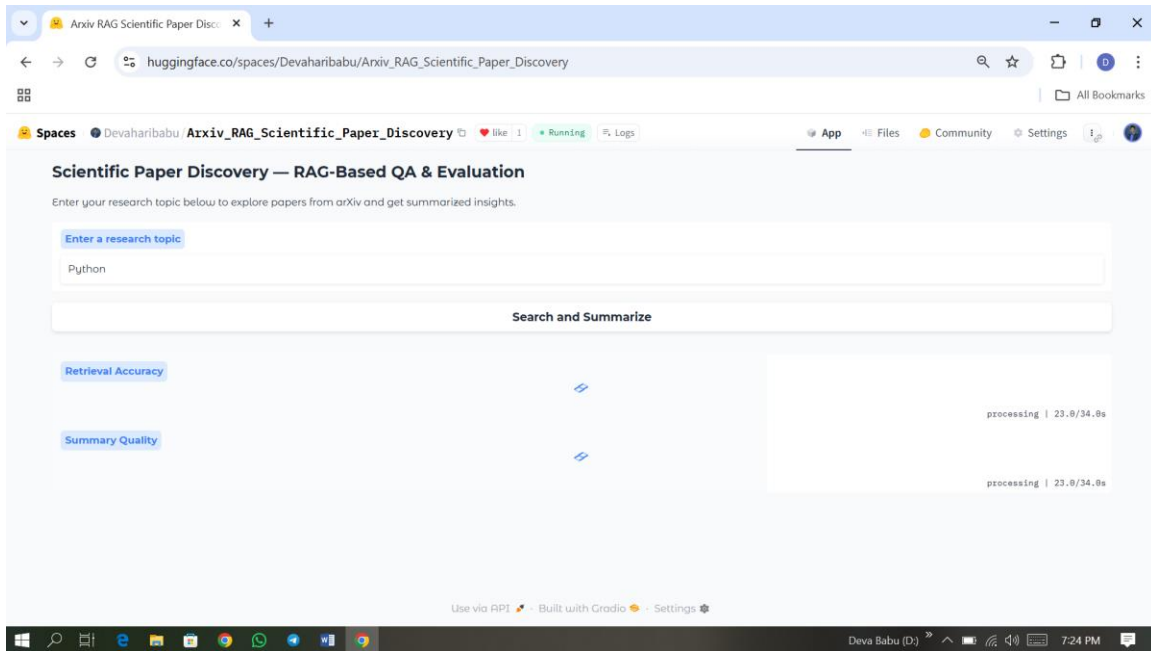 Arxiv RAG Scientific Paper Disco
huggingface.co/spaces/Devaharibabu/Arxiv_RAG_Scientific_Paper_Discovery
D
All Bookmarks
Spaces Devaharibabu/Arxiv_RAG_Scientific_Paper_Discovery like 1 Running Logs App Files Community Settings
Scientific Paper Discovery — RAG-Based QA & Evaluation
Enter your research topic below to explore papers from arXiv and get summarized insights.
Enter a research topic
Python
Search and Summarize
Retrieval Accuracy
processing | 23.0/34.0s
Summary Quality
processing | 23.0/34.0s
Use via API · Built with Gradio · Settings
Deva Babu (D:) 7:24 PM